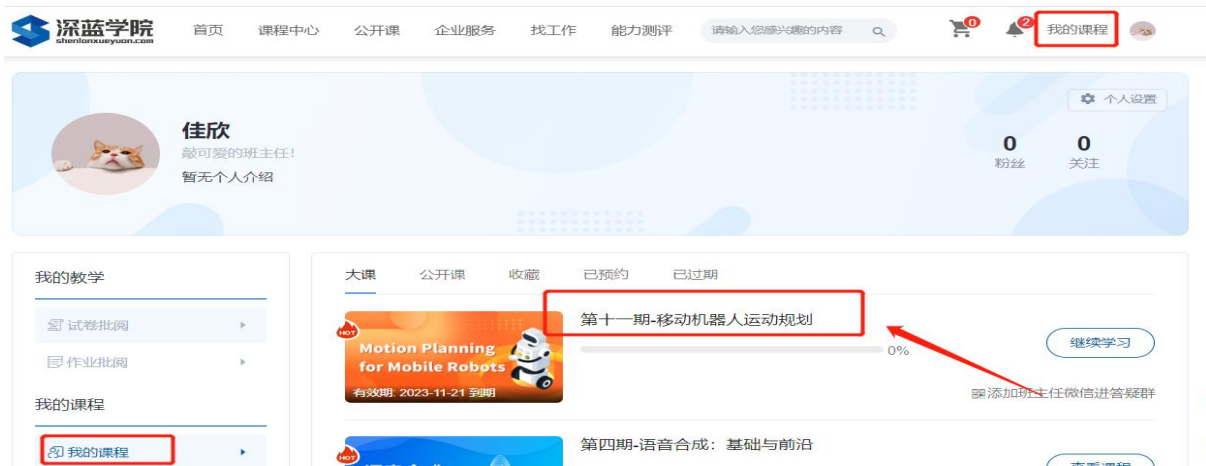 深蓝学院
shenlanxueyuan.com
首页 课程中心 公开课 企业服务 找工作 能力测评 请输入您感兴趣的内容 0 2 我的课程
个人设置
佳欣
敲可爱的班主任!
暂无个人介绍
0 0
粉丝 关注
我的教学
试卷批阅
作业批阅
我的课程
我的课程
大课 公开课 收藏 已预约 已过期
HOT
Motion Planning
for Mobile Robots
有效期: 2023-11-21 到期
第十一期-移动机器人运动规划
0%
继续学习
添加班主任微信进答疑群
HOT
第四期-语音合成：基础与前沿
查看课程